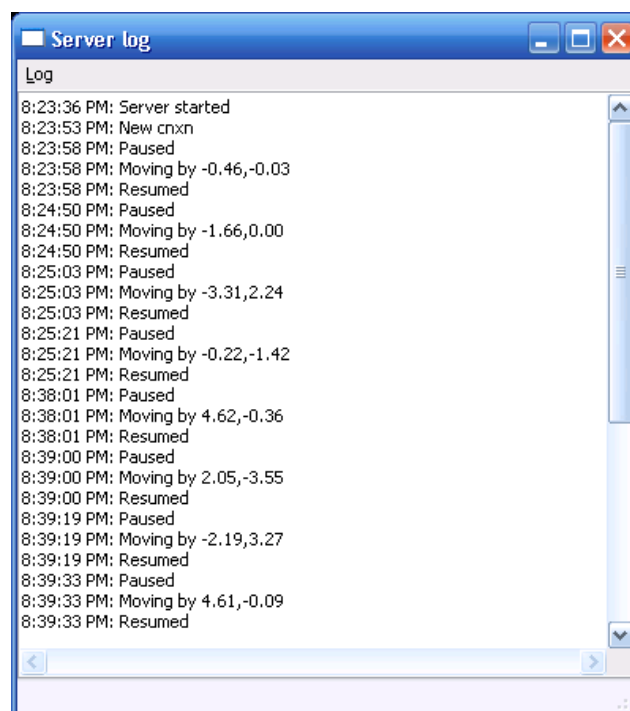 Server log
Log
8:23:36 PM: Server started
8:23:53 PM: New cnxn
8:23:58 PM: Paused
8:23:58 PM: Moving by -0.46,-0.03
8:23:58 PM: Resumed
8:24:50 PM: Paused
8:24:50 PM: Moving by -1.66,0.00
8:24:50 PM: Resumed
8:25:03 PM: Paused
8:25:03 PM: Moving by -3.31,2.24
8:25:03 PM: Resumed
8:25:21 PM: Paused
8:25:21 PM: Moving by -0.22,-1.42
8:25:21 PM: Resumed
8:38:01 PM: Paused
8:38:01 PM: Moving by 4.62,-0.36
8:38:01 PM: Resumed
8:39:00 PM: Paused
8:39:00 PM: Moving by 2.05,-3.55
8:39:00 PM: Resumed
8:39:19 PM: Paused
8:39:19 PM: Moving by -2.19,3.27
8:39:19 PM: Resumed
8:39:33 PM: Paused
8:39:33 PM: Moving by 4.61,-0.09
8:39:33 PM: Resumed